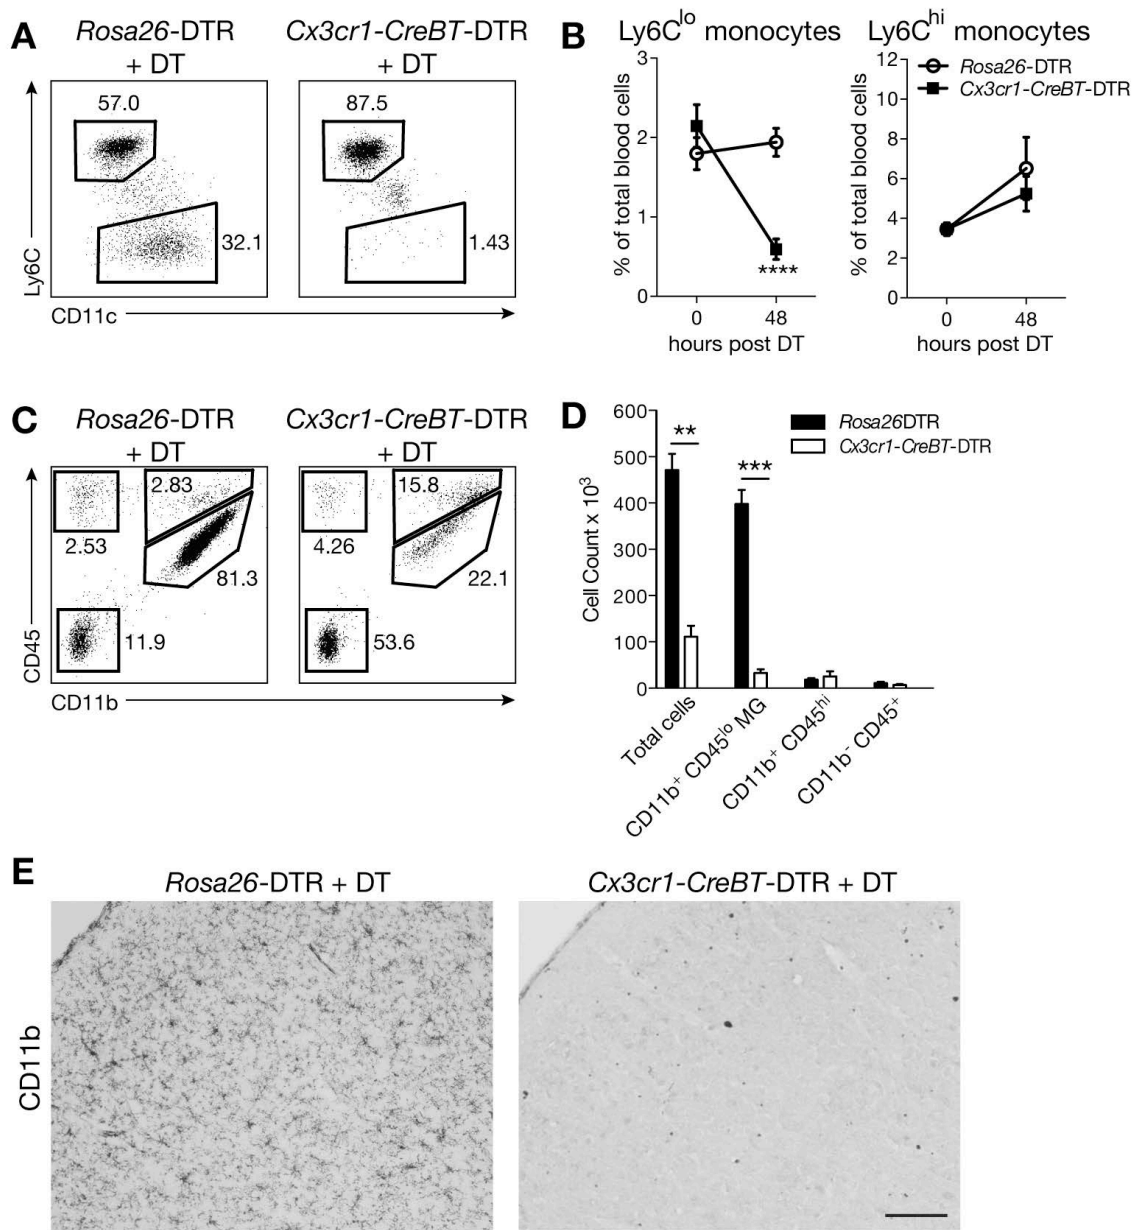 A
Rosa26-DTR
+ DT
Cx3cr1-CreBT-DTR
+ DT
57.0
87.5
32.1
1.43
Ly6C
CD11c
B
Ly6Clo monocytes
Ly6Chi monocytes
3
2
1
0
% of total blood cells
****
0
48
hours post DT
12
10
8
6
4
2
0
% of total blood cells
Rosa26-DTR
Cx3cr1-CreBT-DTR
0
48
hours post DT
C
Rosa26-DTR
+ DT
Cx3cr1-CreBT-DTR
+ DT
2.83
15.8
2.53
4.26
81.3
22.1
11.9
53.6
CD45
CD11b
D
600
500
400
300
200
100
0
Cell Count x 10³
**
***
Rosa26DTR
Cx3cr1-CreBT-DTR
Total cells
CD11b+ CD45lo MG
CD11b+ CD45hi
CD11b- CD45+
E
Rosa26-DTR + DT
Cx3cr1-CreBT-DTR + DT
CD11b